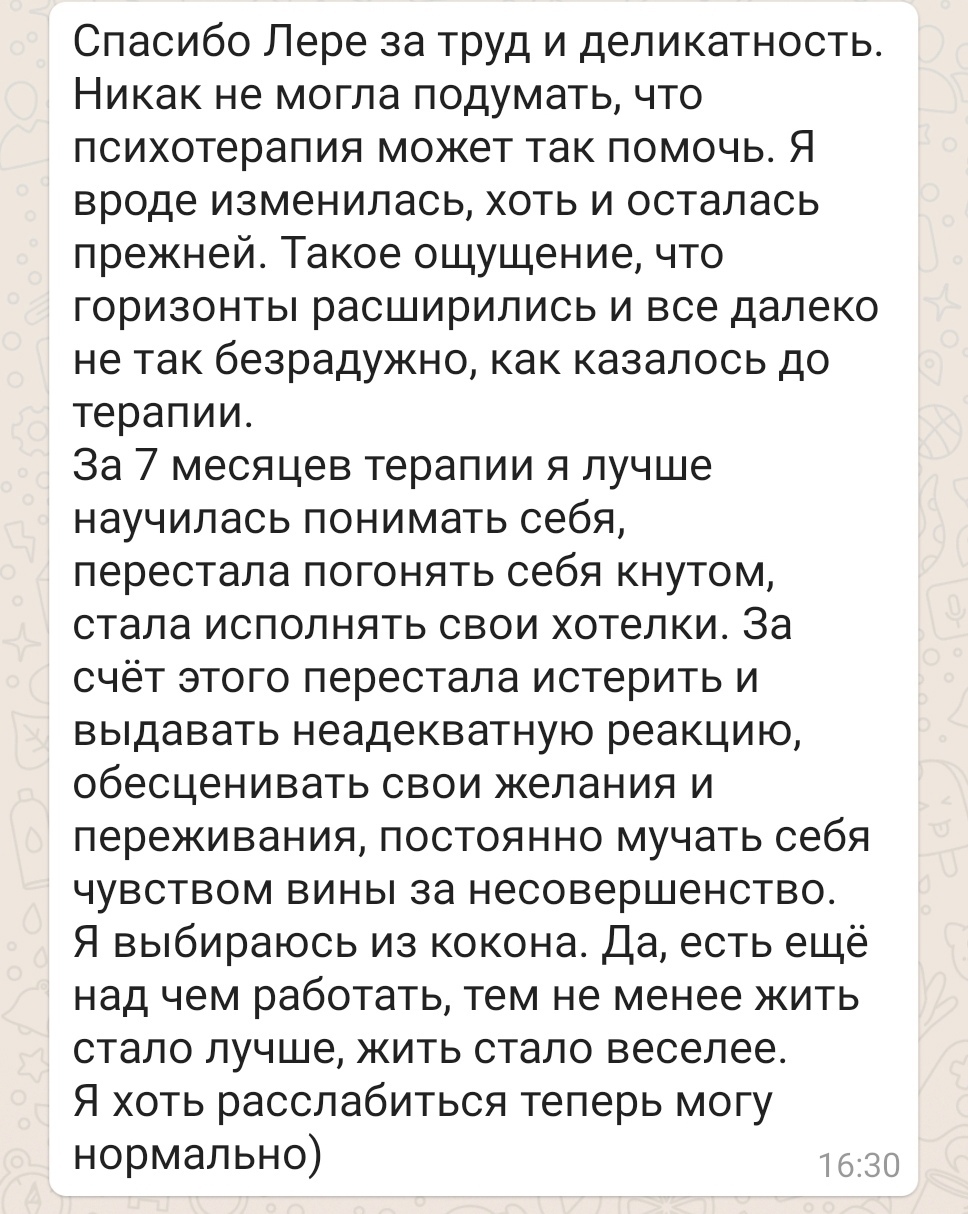 Спасибо Лере за труд и деликатность.
Никак не могла подумать, что
психотерапия может так помочь. Я
вроде изменилась, хоть и осталась
прежней. Такое ощущение, что
горизонты расширились и все далеко
не так безрадужно, как казалось до
терапии.
За 7 месяцев терапии я лучше
научилась понимать себя,
перестала погонять себя кнутом,
стала исполнять свои хотелки. За
счёт этого перестала истерить и
выдавать неадекватную реакцию,
обесценивать свои желания и
переживания, постоянно мучать себя
чувством вины за несовершенство.
Я выбираюсь из кокона. Да, есть ещё
над чем работать, тем не менее жить
стало лучше, жить стало веселее.
Я хоть расслабиться теперь могу
нормально)
16:30